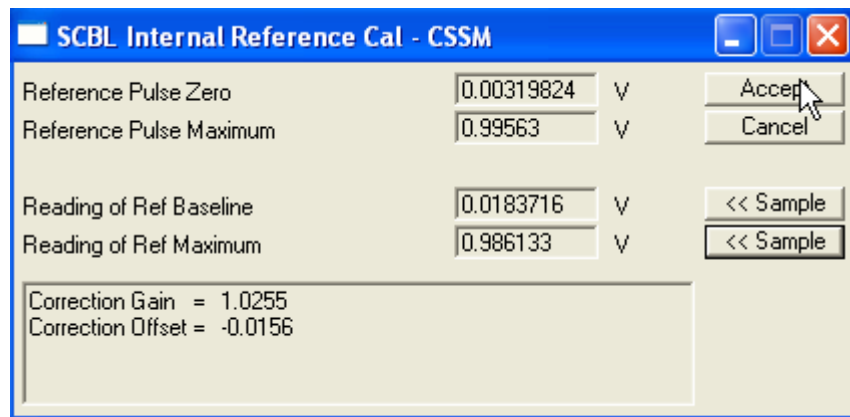 SCBL Internal Reference Cal - CSSM
Reference Pulse Zero 0.00319824 V Accept
Reference Pulse Maximum 0.99563 V Cancel
Reading of Ref Baseline 0.0183716 V << Sample
Reading of Ref Maximum 0.986133 V << Sample
Correction Gain = 1.0255
Correction Offset = -0.0156